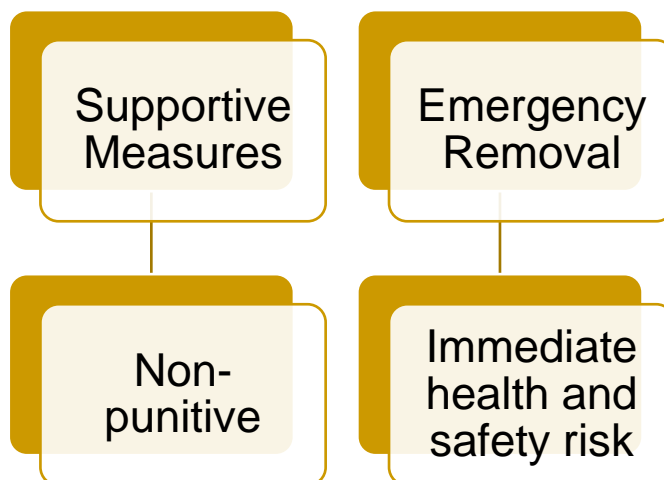 Supportive
Measures
Emergency
Removal
Non-
punitive
Immediate
health and
safety risk